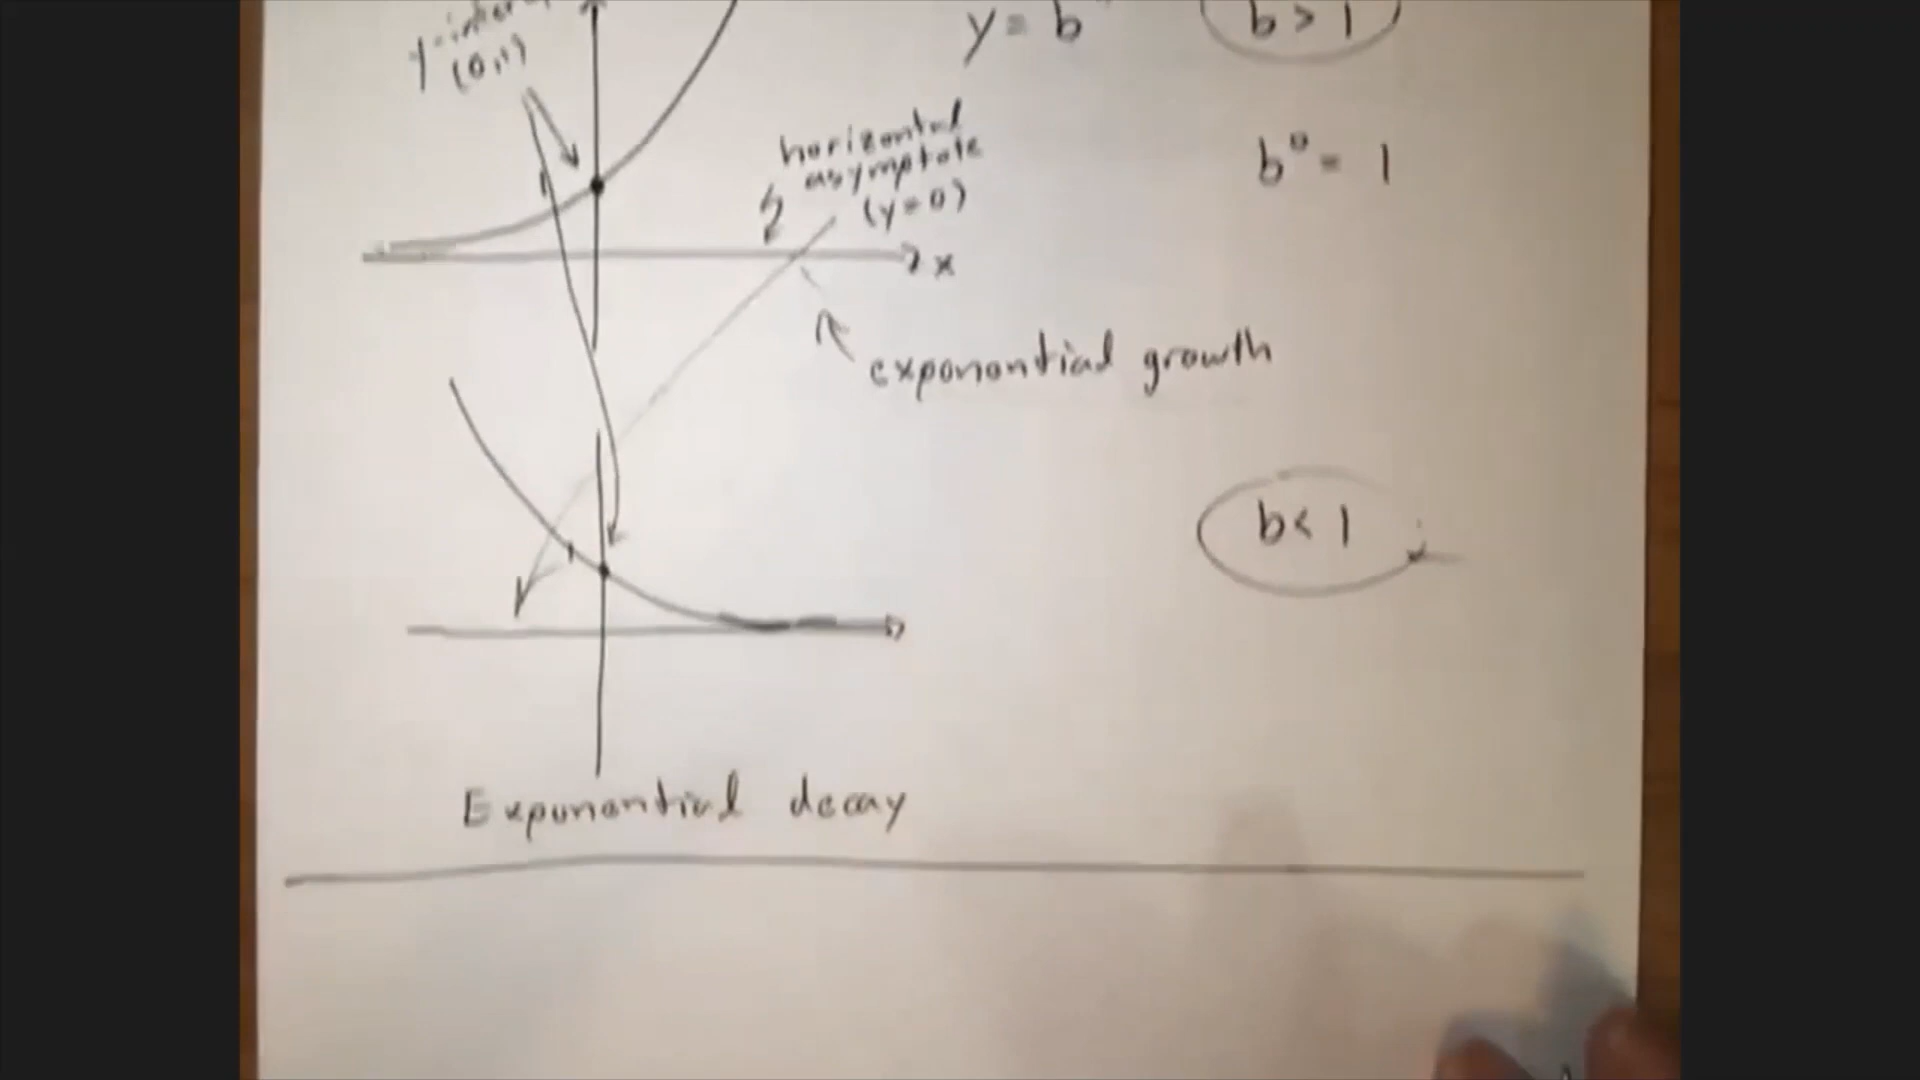 (0,1)
y = b
b > 1
horizontal
asymptote
(y=0)
b⁰ = 1
x
exponential growth
b < 1
Exponential decay